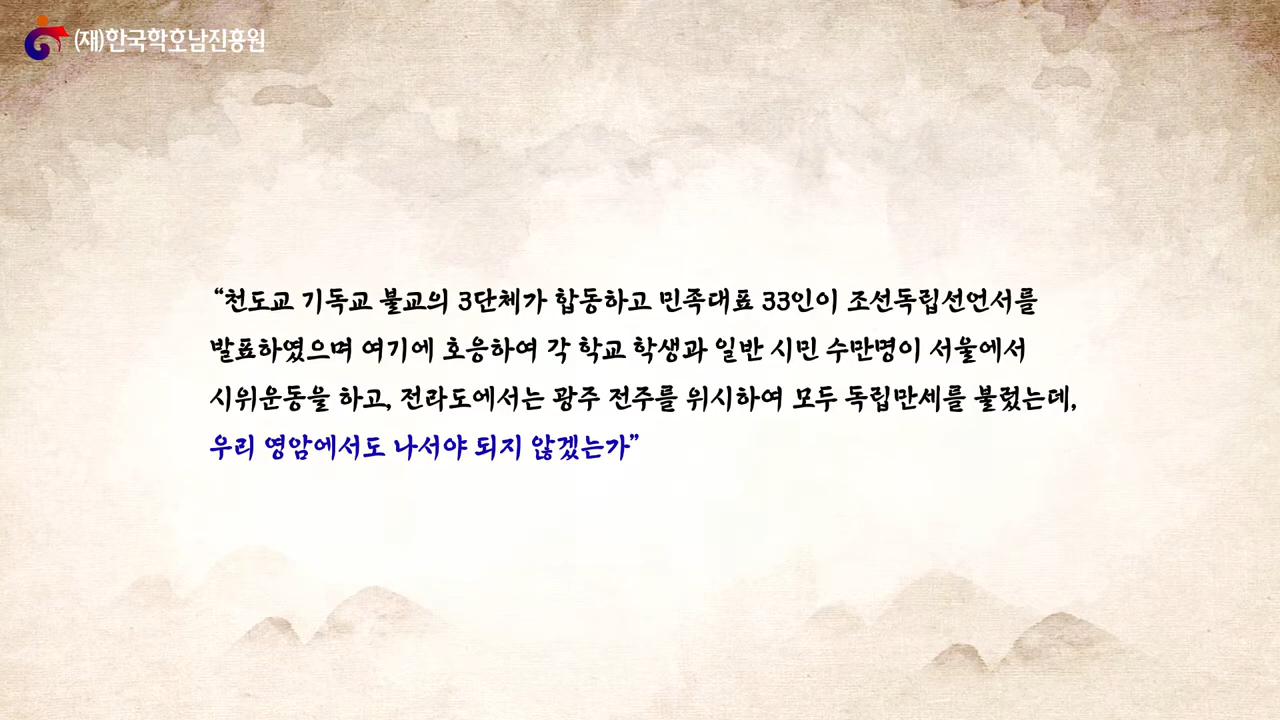 (재)한국학호남진흥원
“천도교 기독교 불교의 3단체가 합동하고 민족대표 33인이 조선독립선언서를
발표하였으며 여기에 호응하여 각 학교 학생과 일반 시민 수만명이 서울에서
시위운동을 하고, 전라도에서는 광주 전주를 위시하여 모두 독립만세를 불렀는데,
우리 영암에서도 나서야 되지 않겠는가”